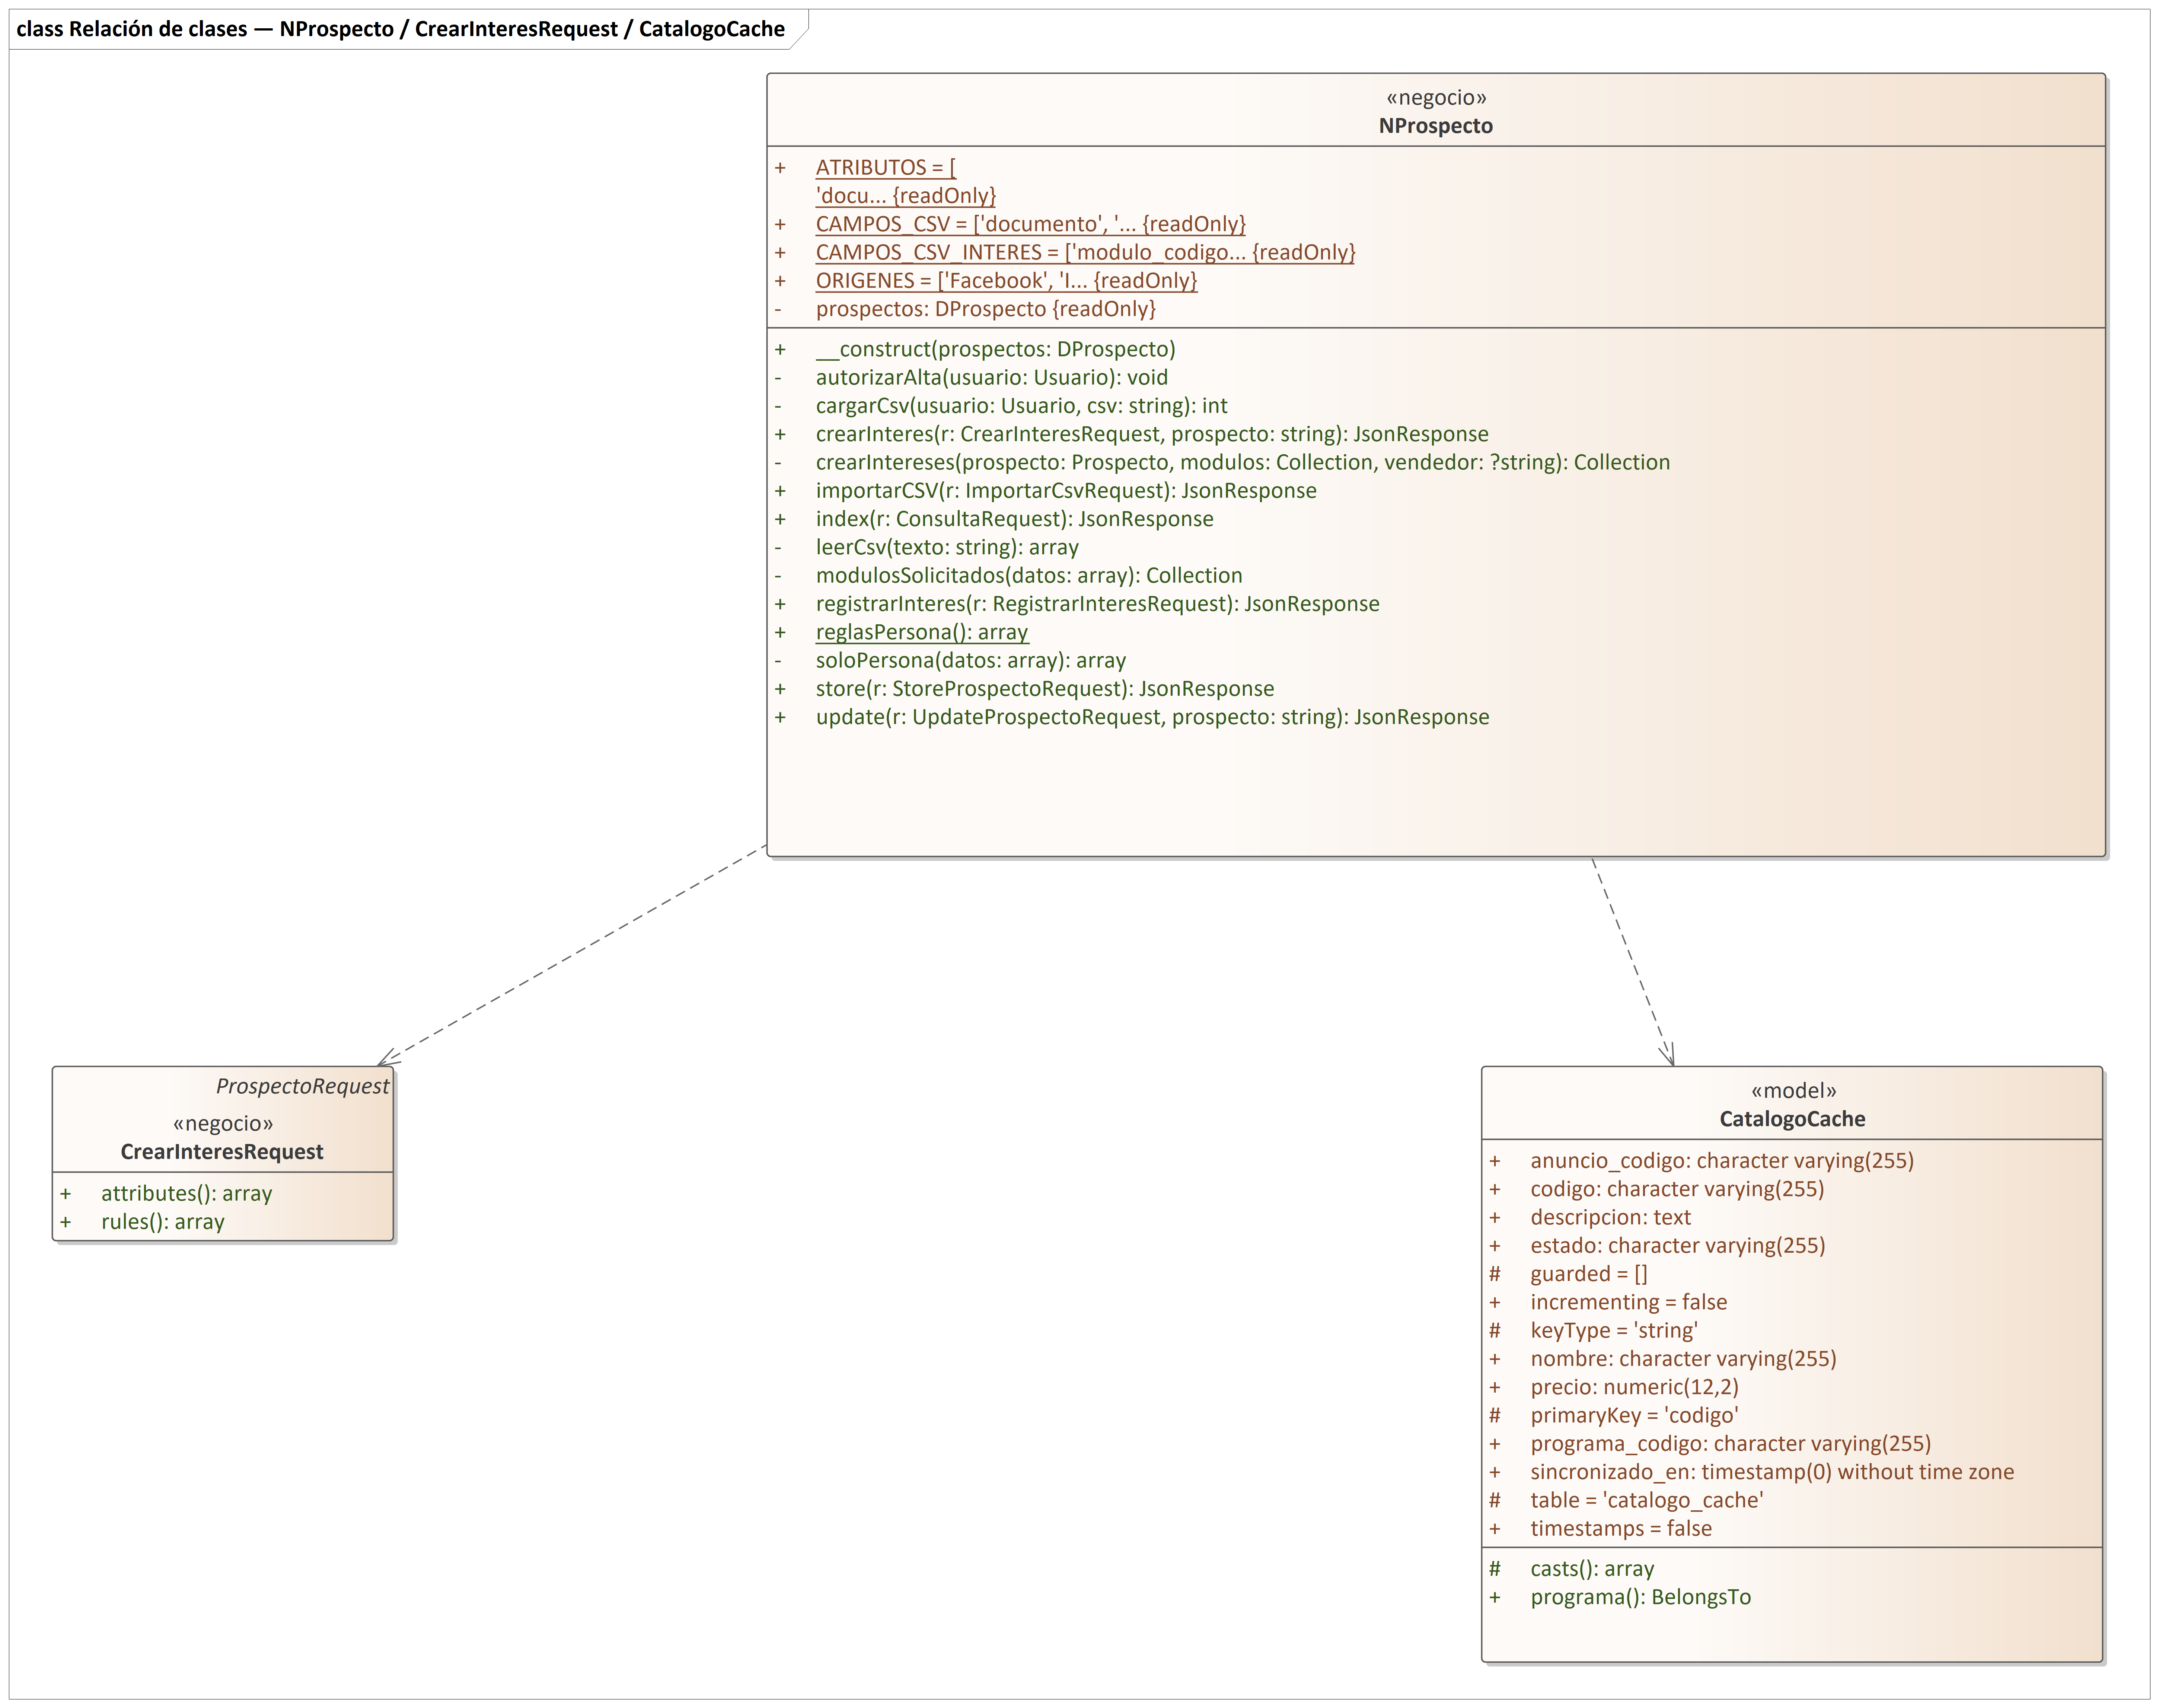 class Relación de clases — NProspecto / CrearInteresRequest / CatalogoCache
«negocio»
NProspecto
+ ATRIBUTOS = [
'docu... {readOnly}
+ CAMPOS_CSV = ['documento', '... {readOnly}
+ CAMPOS_CSV_INTERES = ['modulo_codigo... {readOnly}
+ ORIGENES = ['Facebook', 'I... {readOnly}
- prospectos: DProspecto {readOnly}
+ __construct(prospectos: DProspecto)
- autorizarAlta(usuario: Usuario): void
- cargarCsv(usuario: Usuario, csv: string): int
+ crearInteres(r: CrearInteresRequest, prospecto: string): JsonResponse
- crearIntereses(prospecto: Prospecto, modulos: Collection, vendedor: ?string): Collection
+ importarCSV(r: ImportarCsvRequest): JsonResponse
+ index(r: ConsultaRequest): JsonResponse
- leerCsv(texto: string): array
- modulosSolicitados(datos: array): Collection
+ registrarInteres(r: RegistrarInteresRequest): JsonResponse
+ reglasPersona(): array
- soloPersona(datos: array): array
+ store(r: StoreProspectoRequest): JsonResponse
+ update(r: UpdateProspectoRequest, prospecto: string): JsonResponse
ProspectoRequest
«negocio»
CrearInteresRequest
+ attributes(): array
+ rules(): array
«model»
CatalogoCache
+ anuncio_codigo: character varying(255)
+ codigo: character varying(255)
+ descripcion: text
+ estado: character varying(255)
# guarded = []
+ incrementing = false
# keyType = 'string'
+ nombre: character varying(255)
+ precio: numeric(12,2)
# primaryKey = 'codigo'
+ programa_codigo: character varying(255)
+ sincronizado_en: timestamp(0) without time zone
# table = 'catalogo_cache'
+ timestamps = false
# casts(): array
+ programa(): BelongsTo